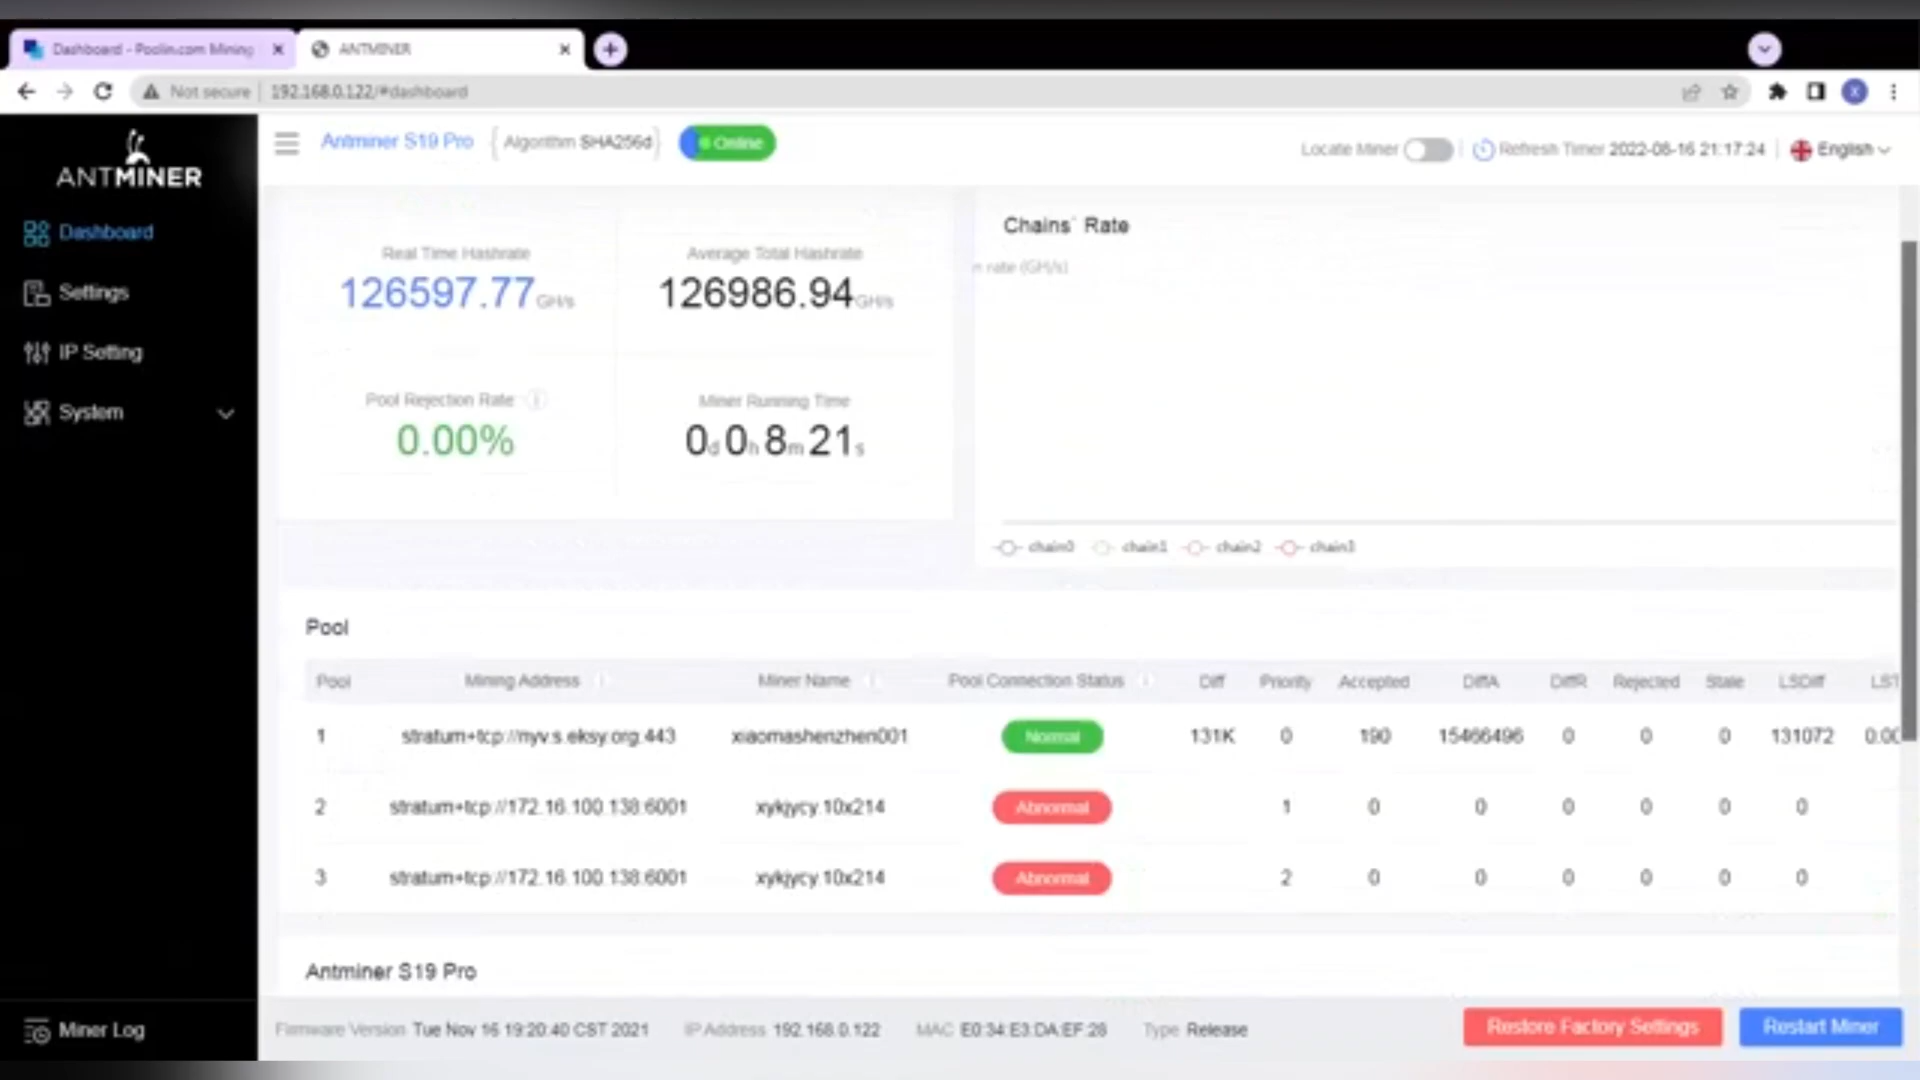 Dashboard - Poolin.com Mining
ANTMINER
Not secure
192.168.0.122/#dashboard
X
ANTMINER
Antminer S19 Pro
Algorithm SHA256d
Online
Locate Miner
Refresh Timer 2022-08-16 21:17:24
English
Dashboard
Settings
IP Setting
System
Real Time Hashrate
126597.77 GH/s
Average Total Hashrate
126986.94 GH/s
Pool Rejection Rate
0.00%
Miner Running Time
0d 0h 8m 21s
Chains` Rate
n rate (GH/s)
chain0 chain1 chain2 chain3
Pool
Pool Mining Address Miner Name Pool Connection Status Diff Priority Accepted DiffA DiffR Rejected Stale LSDiff LST
1 stratum+tcp://nyv.s.eksy.org:443 xiaomashenzhen001 Normal 131K 0 190 15466496 0 0 0 131072 0.00
2 stratum+tcp://172.16.100.138:6001 xykjycy.10x214 Abnormal 1 0 0 0 0 0 0
3 stratum+tcp://172.16.100.138:6001 xykjycy.10x214 Abnormal 2 0 0 0 0 0 0
Antminer S19 Pro
Miner Log
Firmware Version Tue Nov 16 19:20:40 CST 2021
IP Address 192.168.0.122
MAC E0:34:E3:DA:EF:28
Type Release
Restore Factory Settings
Restart Miner